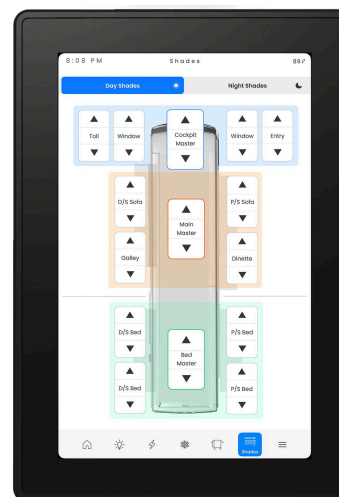 8:08 PM Shades 89°
Day Shades Night Shades
Toll Window Cockpit Master Window Entry
D/S Sofa P/S Sofa
Main Master
Galley Dinette
D/S Bed P/S Bed
Bed Master
D/S Bed P/S Bed
Shades